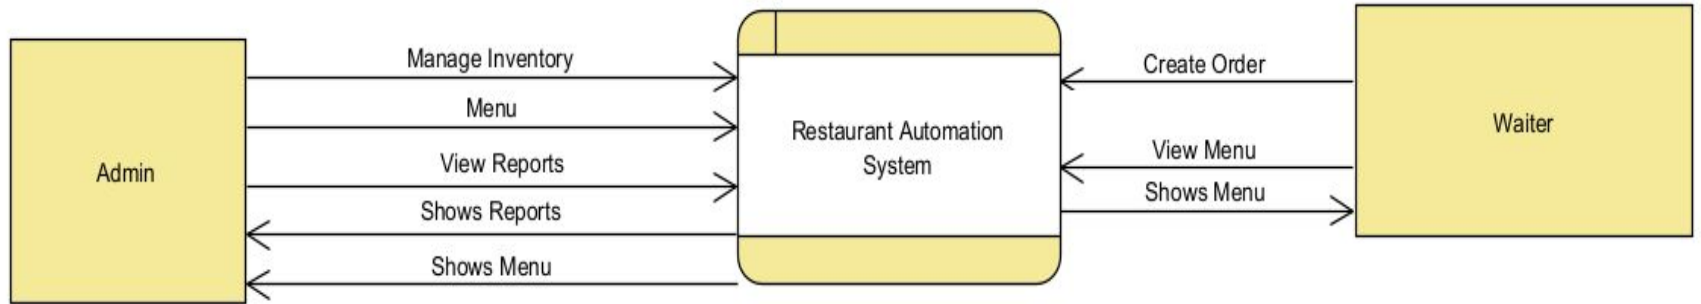 Admin
Manage Inventory
Menu
View Reports
Shows Reports
Shows Menu
Restaurant Automation
System
Create Order
View Menu
Shows Menu
Waiter